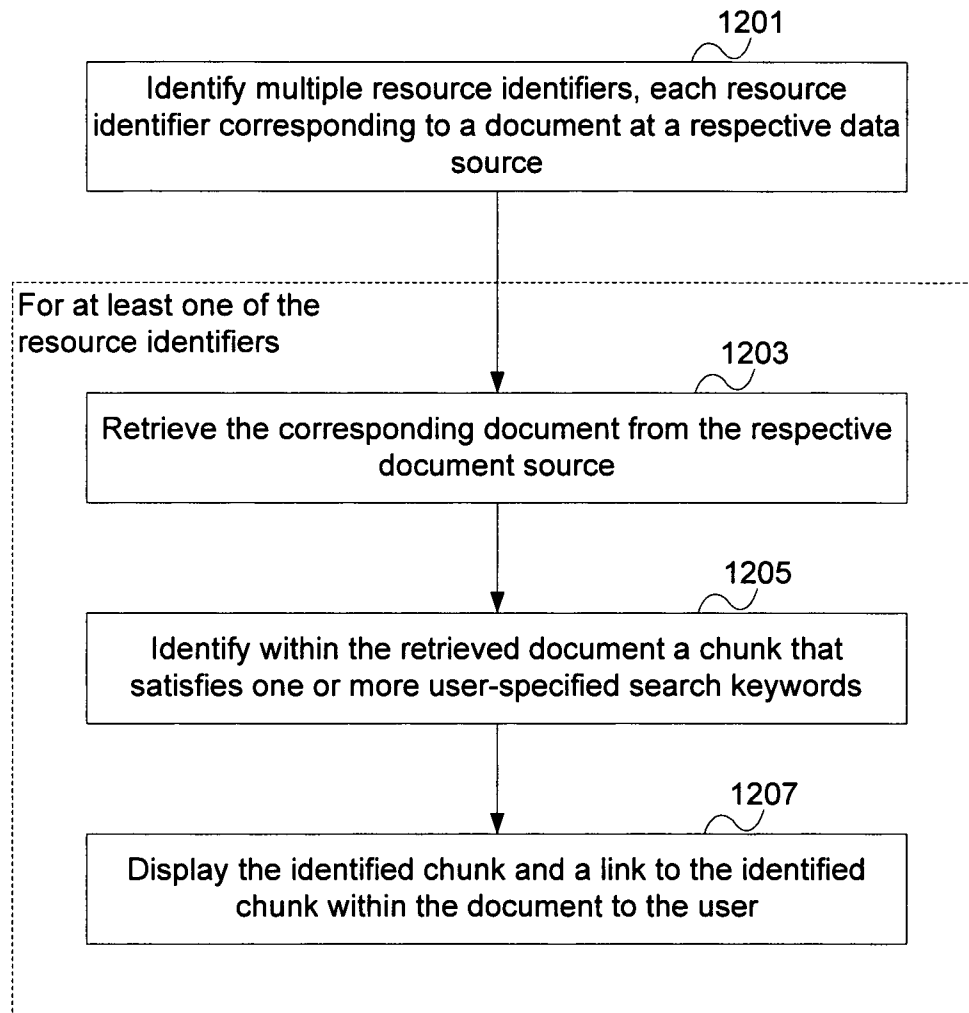 1201
Identify multiple resource identifiers, each resource
identifier corresponding to a document at a respective data
source
For at least one of the
resource identifiers
1203
Retrieve the corresponding document from the respective
document source
1205
Identify within the retrieved document a chunk that
satisfies one or more user-specified search keywords
1207
Display the identified chunk and a link to the identified
chunk within the document to the user